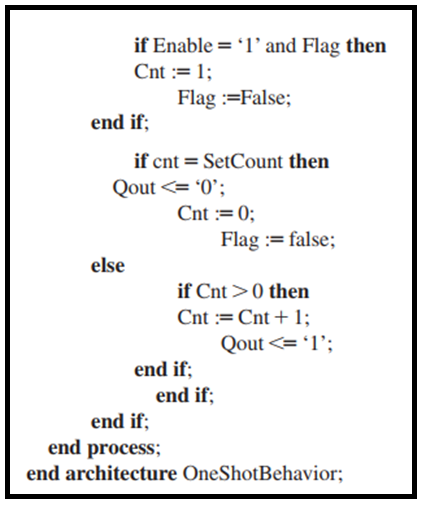 if Enable = ‘1’ and Flag then
Cnt := 1;
Flag :=False;
end if;
if cnt = SetCount then
Qout <= ‘0’;
Cnt := 0;
Flag := false;
else
if Cnt > 0 then
Cnt := Cnt + 1;
Qout <= ‘1’;
end if;
end if;
end if;
end process;
end architecture OneShotBehavior;